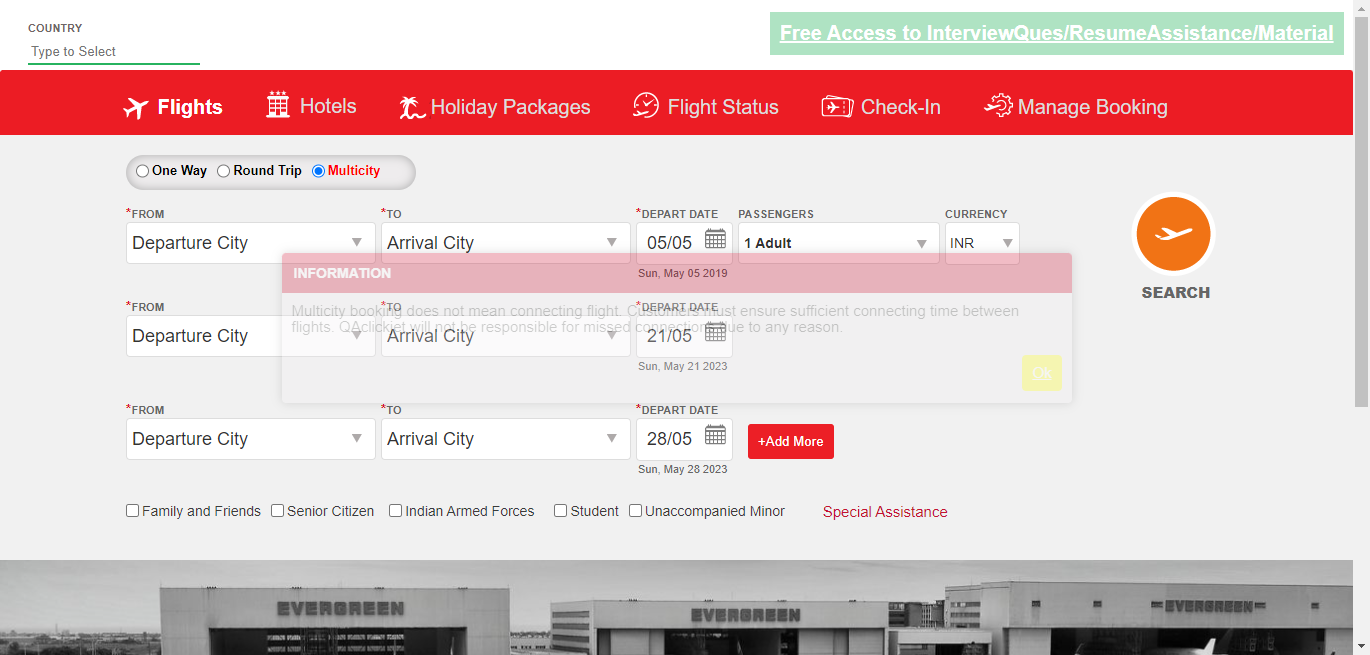 COUNTRY
Type to Select
Free Access to InterviewQues/ResumeAssistance/Material
Flights Hotels Holiday Packages Flight Status Check-In Manage Booking
One Way Round Trip Multicity
*FROM *TO *DEPART DATE PASSENGERS CURRENCY
Departure City Arrival City 05/05 1 Adult INR
Sun, May 05 2019
SEARCH
INFORMATION
Multicity booking does not mean connecting flight. Customers must ensure sufficient connecting time between
flights. QAclickjet will not be responsible for missed connections due to any reason.
Ok
*FROM *TO *DEPART DATE
Departure City Arrival City 21/05
Sun, May 21 2023
*FROM *TO *DEPART DATE
Departure City Arrival City 28/05 +Add More
Sun, May 28 2023
Family and Friends Senior Citizen Indian Armed Forces Student Unaccompanied Minor Special Assistance
EVERGREEN EVERGREEN EVERGREEN